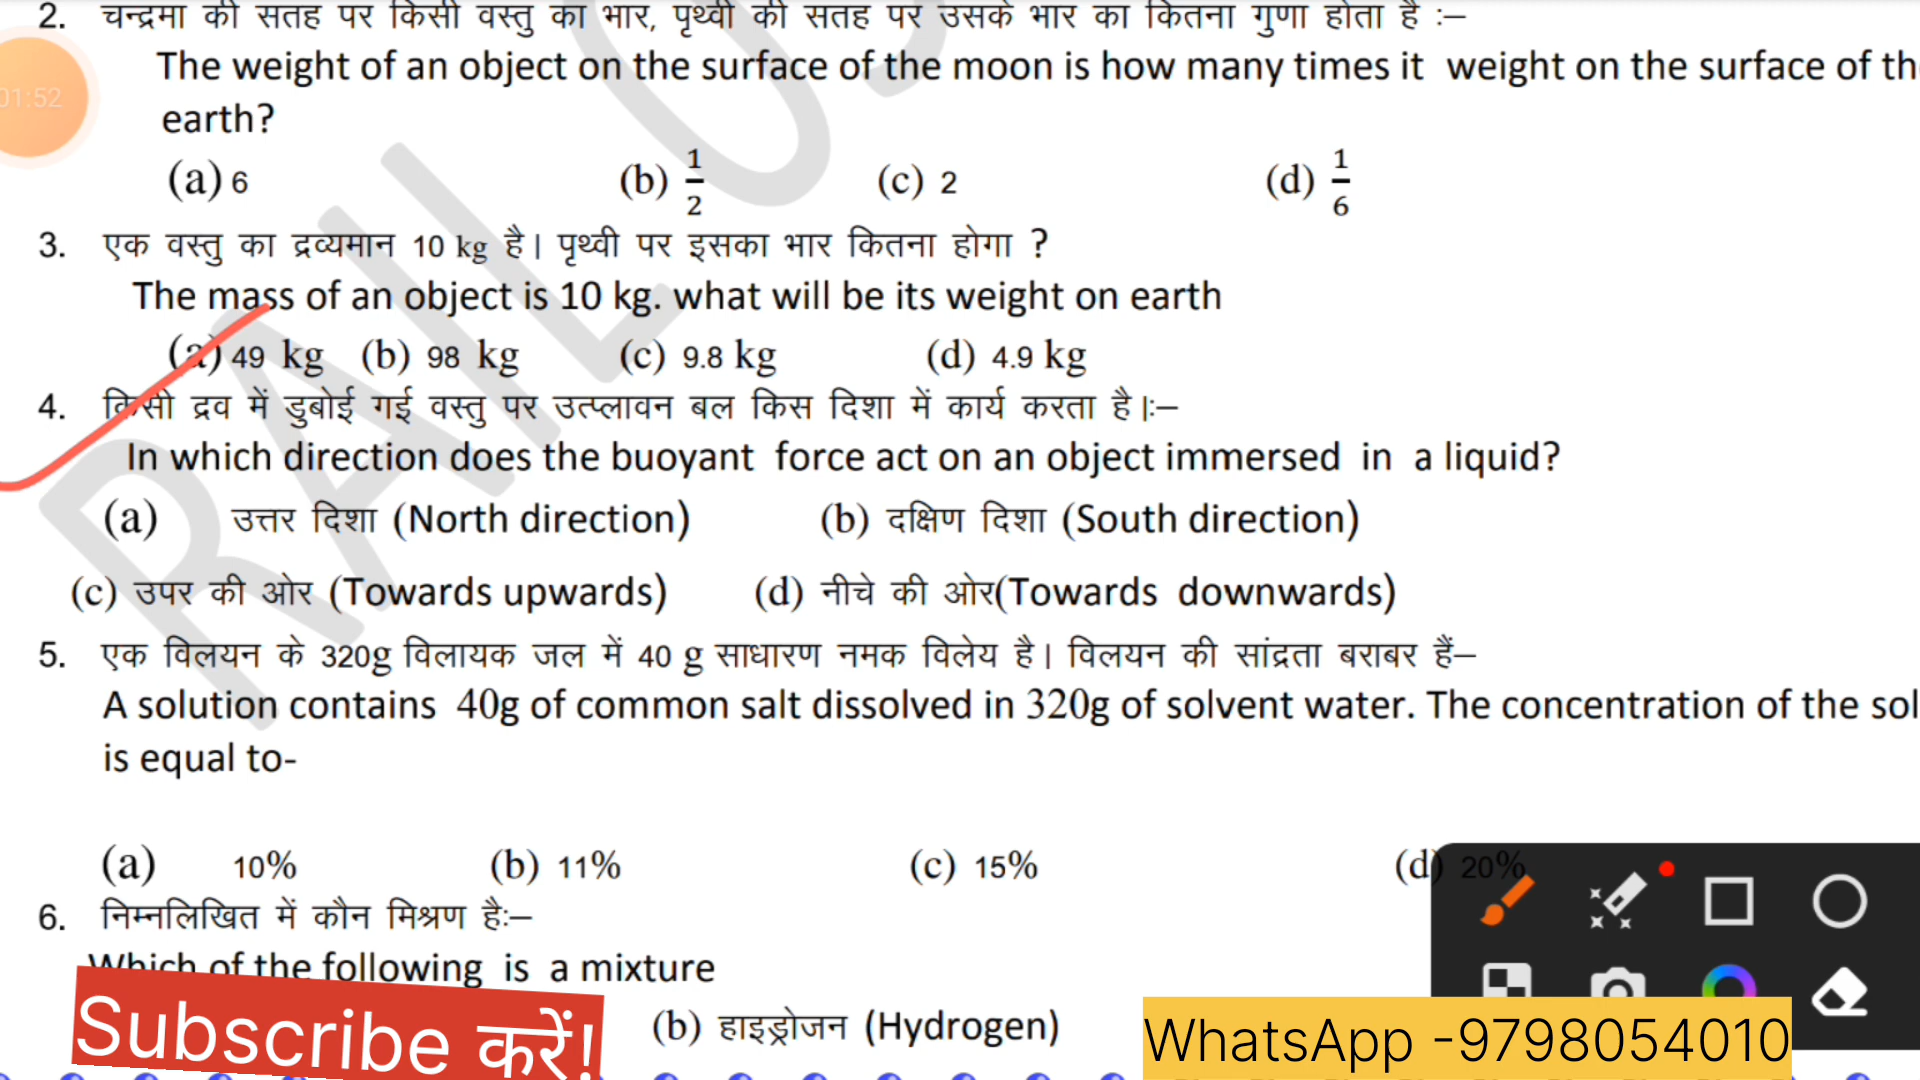 2. चन्द्रमा की सतह पर किसी वस्तु का भार, पृथ्वी की सतह पर उसके भार का कितना गुणा होता है :–
The weight of an object on the surface of the moon is how many times it weight on the surface of th
01:52
earth?
(a) 6 (b) 1/2 (c) 2 (d) 1/6
3. एक वस्तु का द्रव्यमान 10 kg है। पृथ्वी पर इसका भार कितना होगा ?
The mass of an object is 10 kg. what will be its weight on earth
(a) 49 kg (b) 98 kg (c) 9.8 kg (d) 4.9 kg
4. किसी द्रव में डुबोई गई वस्तु पर उत्प्लावन बल किस दिशा में कार्य करता है।:–
In which direction does the buoyant force act on an object immersed in a liquid?
(a) उत्तर दिशा (North direction) (b) दक्षिण दिशा (South direction)
(c) उपर की ओर (Towards upwards) (d) नीचे की ओर(Towards downwards)
5. एक विलयन के 320g विलायक जल में 40 g साधारण नमक विलेय है। विलयन की सांद्रता बराबर हैं–
A solution contains 40g of common salt dissolved in 320g of solvent water. The concentration of the sol
is equal to-
(a) 10% (b) 11% (c) 15% (d) 20%
6. निम्नलिखित में कौन मिश्रण है:–
Which of the following is a mixture
(b) हाइड्रोजन (Hydrogen)
Subscribe करें!
WhatsApp -9798054010
RAIL